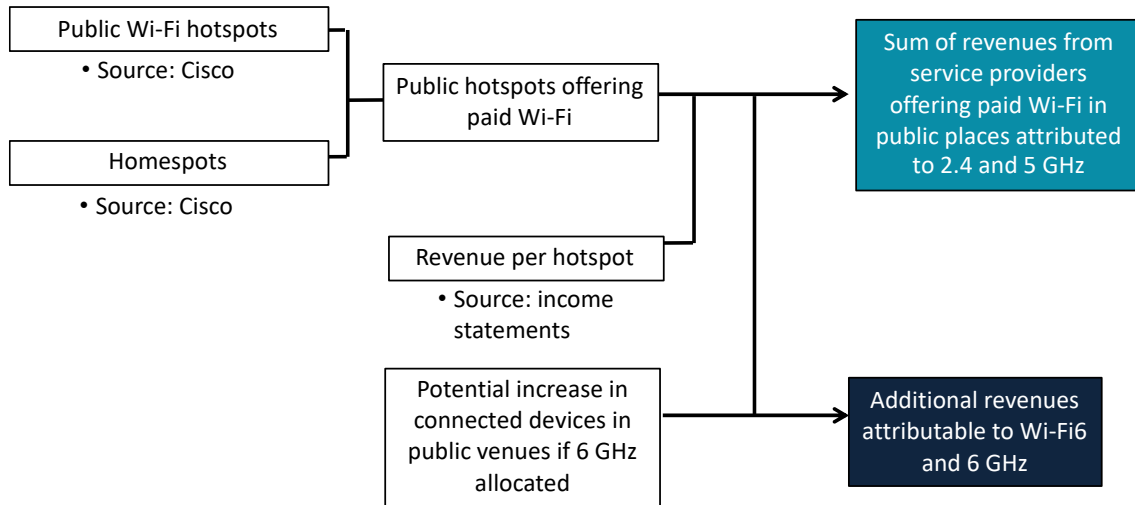 Public Wi-Fi hotspots
• Source: Cisco
Homespots
• Source: Cisco
Public hotspots offering
paid Wi-Fi
Revenue per hotspot
• Source: income
statements
Potential increase in
connected devices in
public venues if 6 GHz
allocated
Sum of revenues from
service providers
offering paid Wi-Fi in
public places attributed
to 2.4 and 5 GHz
Additional revenues
attributable to Wi-Fi6
and 6 GHz